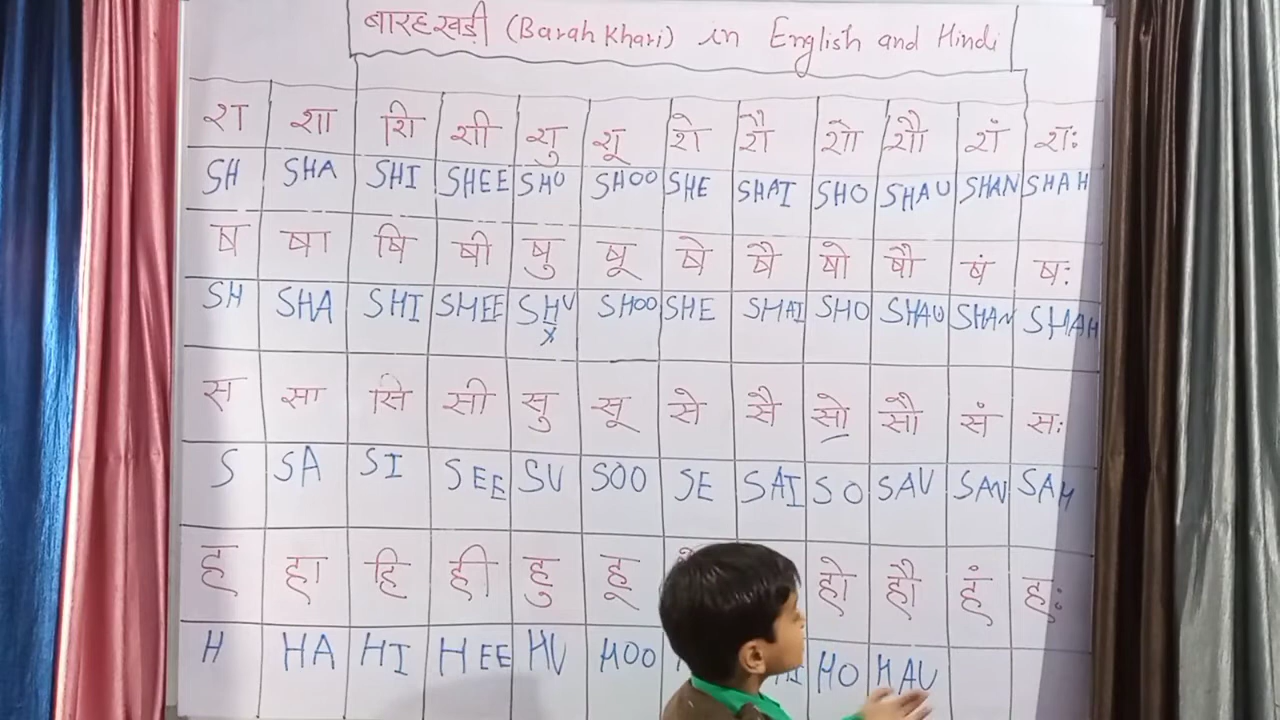 बारहखड़ी (Barah Khari) in English and Hindi
श शा शि शी शु शू शे शै शो शौ शं शः
SH SHA SHI SHEE SHU SHOO SHE SHAI SHO SHAU SHAN SHAH
ष षा षि षी षु षू षे षै षो षौ षं षः
SH SHA SHI SHEE SHU SHOO SHE SHAI SHO SHAU SHAN SHAH
स सा सि सी सु सू से सै सो सौ सं सः
S SA SI SEE SU SOO SE SAI SO SAU SAN SAH
ह हा हि ही हु हू हो हौ हं हः
H HA HI HEE HU HOO HO HAU